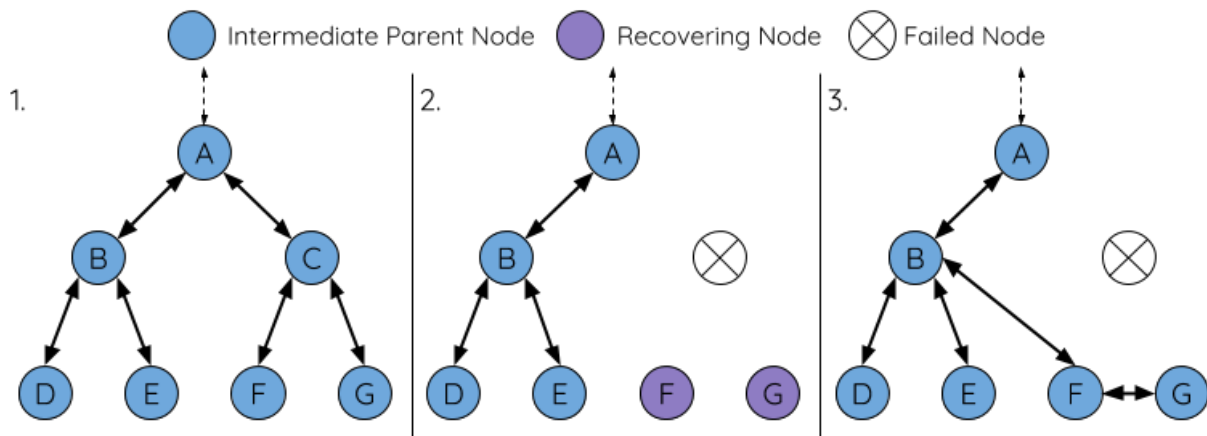 Intermediate Parent Node Recovering Node Failed Node
1. 2. 3.
A A A
B C B B
D E F G D E F G D E F G